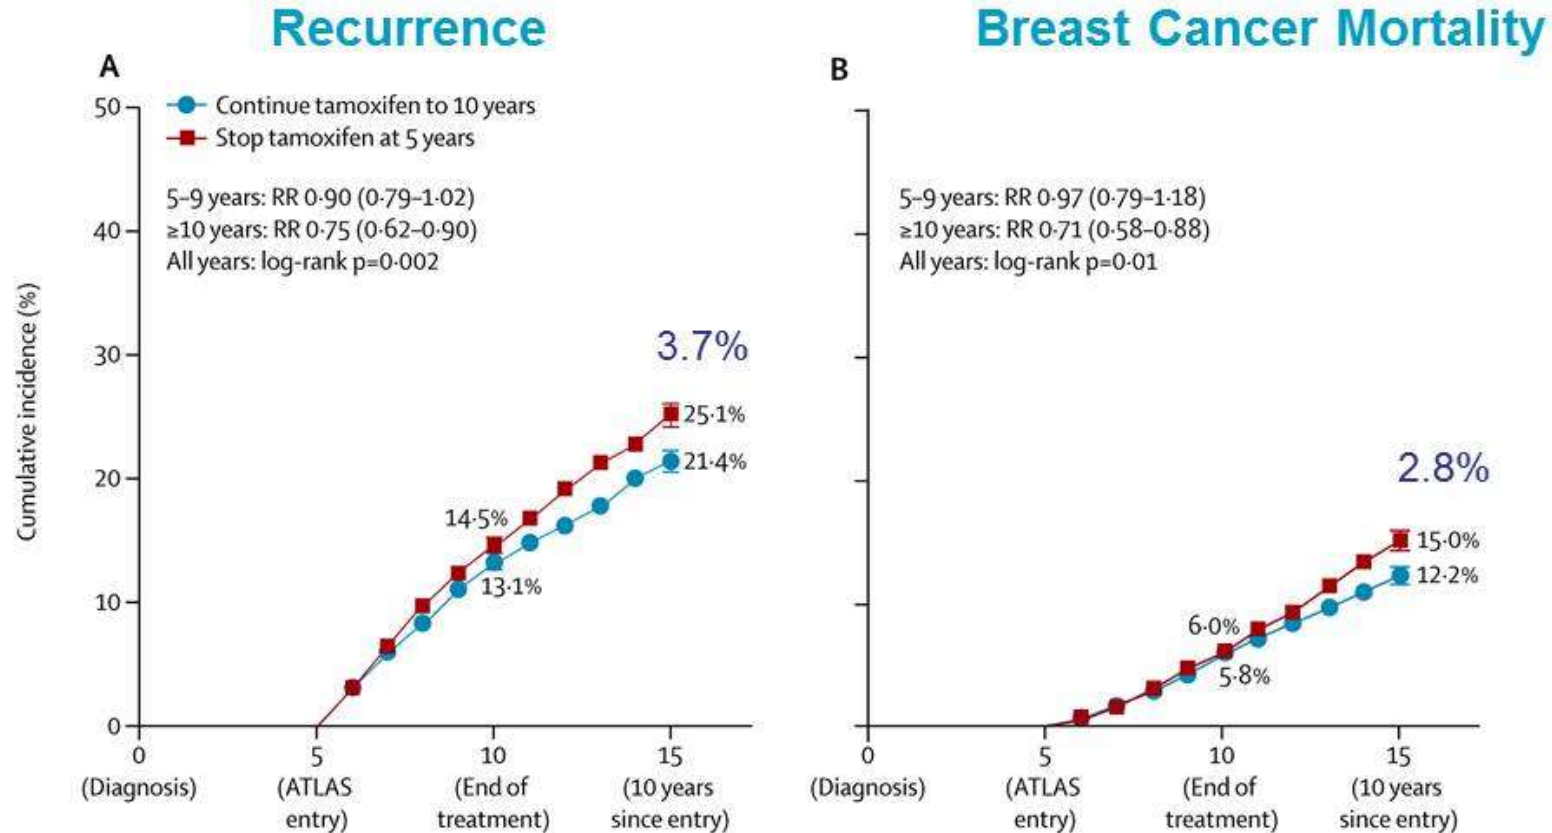 Recurrence
Breast Cancer Mortality
A
Continue tamoxifen to 10 years
Stop tamoxifen at 5 years
5–9 years: RR 0·90 (0·79–1·02)
≥10 years: RR 0·75 (0·62–0·90)
All years: log-rank p=0·002
Cumulative incidence (%)
50
40
30
20
10
0
3.7%
25·1%
21·4%
14·5%
13·1%
0
5
10
15
(Diagnosis)
(ATLAS
entry)
(End of
treatment)
(10 years
since entry)
B
5–9 years: RR 0·97 (0·79–1·18)
≥10 years: RR 0·71 (0·58–0·88)
All years: log-rank p=0·01
2.8%
15·0%
12·2%
6·0%
5·8%
0
5
10
15
(Diagnosis)
(ATLAS
entry)
(End of
treatment)
(10 years
since entry)